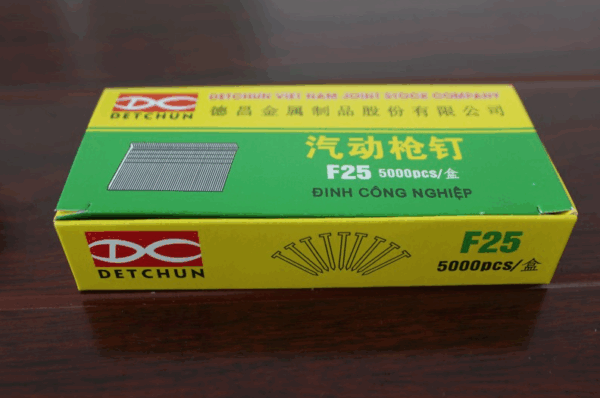 DC
DETCHUN
DETCHUN VIET NAM JOINT STOCK COMPANY
德昌金属制品股份有限公司
汽动枪钉
F25 5000pcs/盒
ĐINH CÔNG NGHIỆP
DC
DETCHUN
F25
5000pcs/盒